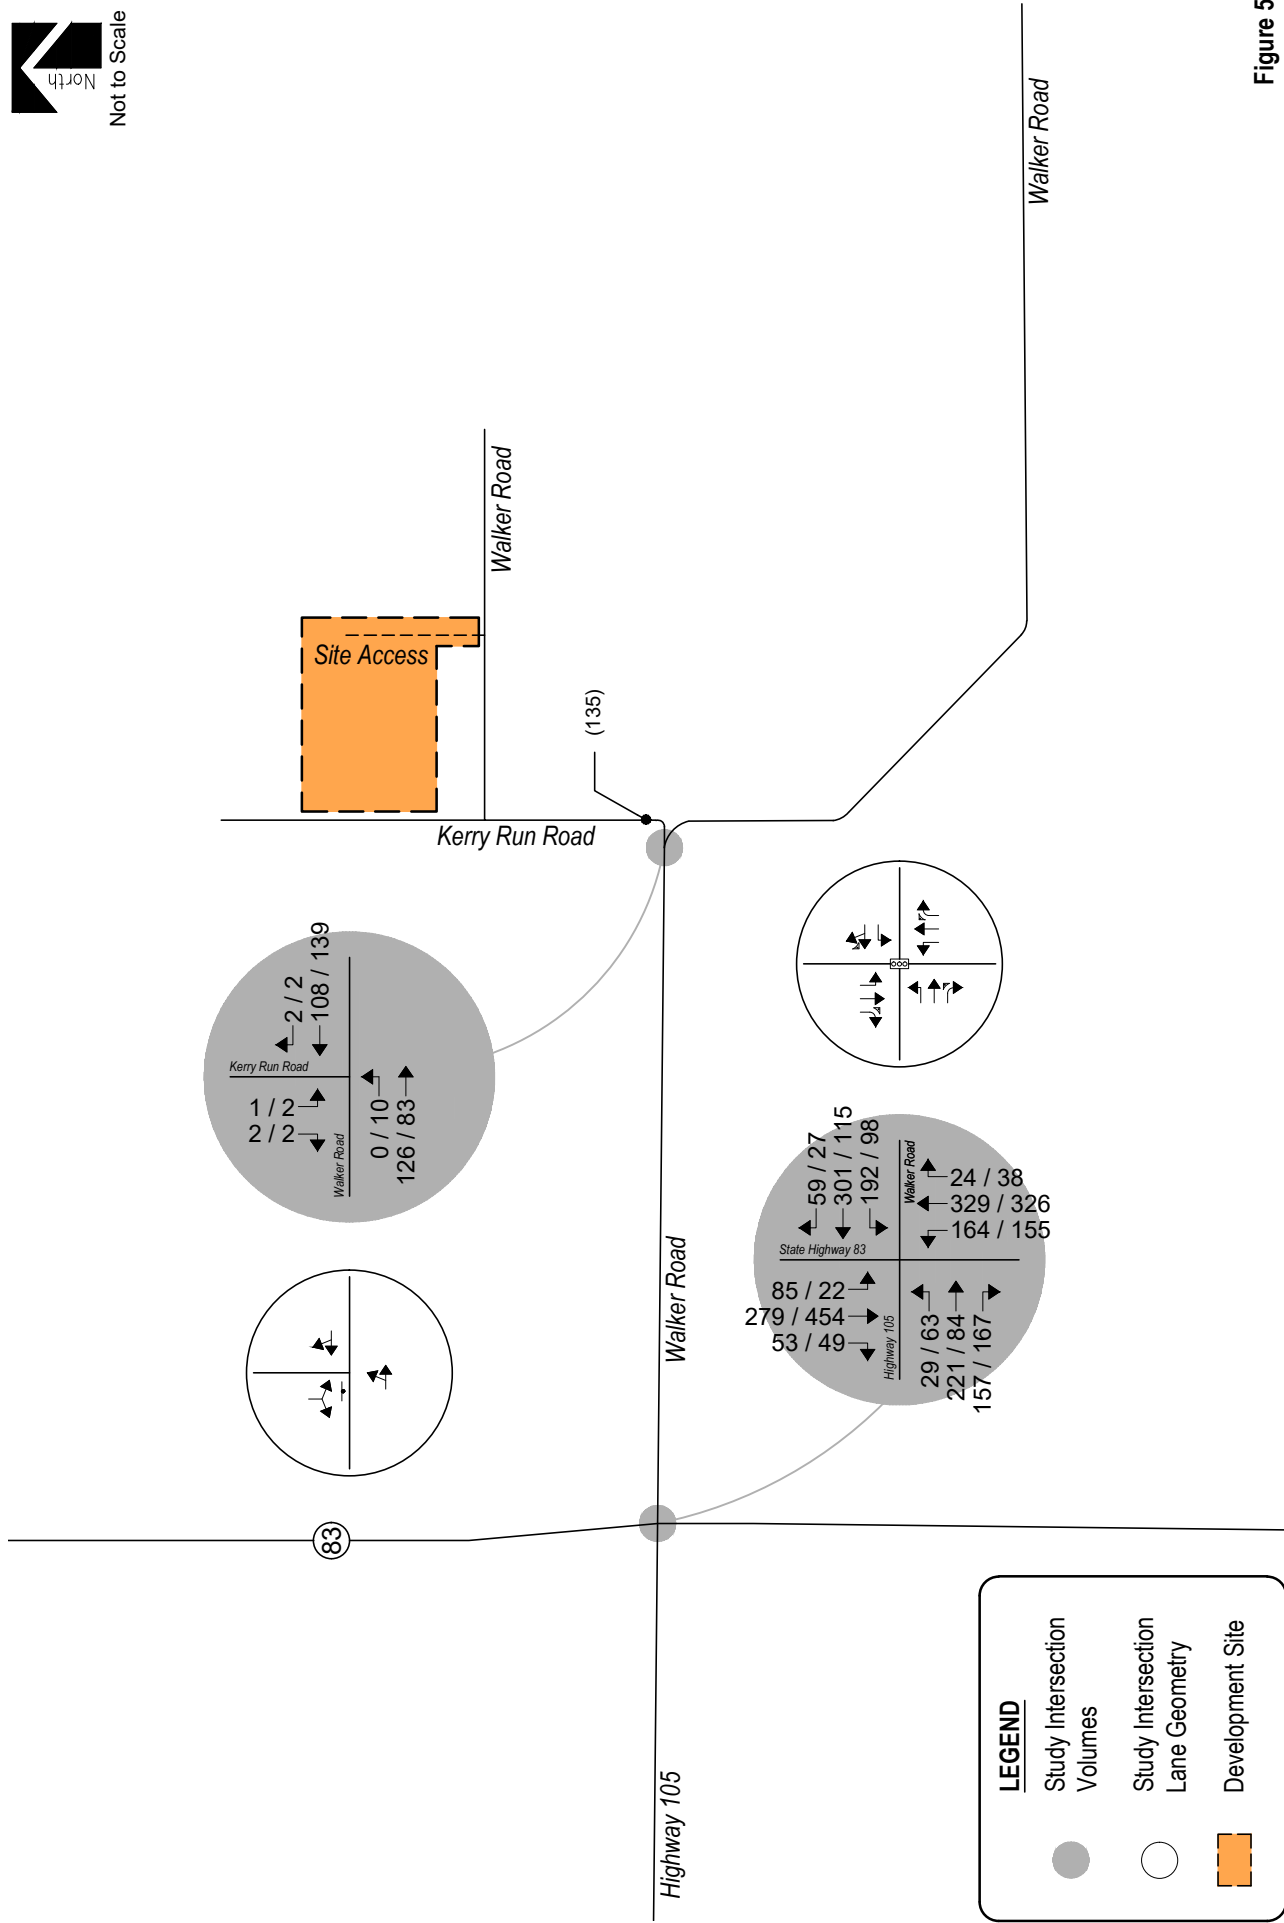 North
Not to Scale
Figure 5
Walker Road
Walker Road
Site Access
(135)
Kerry Run Road
2 / 2
108 / 139
Kerry Run Road
1 / 2
2 / 2
Walker Road
0 / 10
126 / 83
Walker Road
59 / 27
301 / 115
192 / 98
State Highway 83
Walker Road
24 / 38
329 / 326
164 / 155
85 / 22
279 / 454
53 / 49
Highway 105
29 / 63
221 / 84
157 / 167
83
Highway 105
LEGEND
Study Intersection
Volumes
Study Intersection
Lane Geometry
Development Site